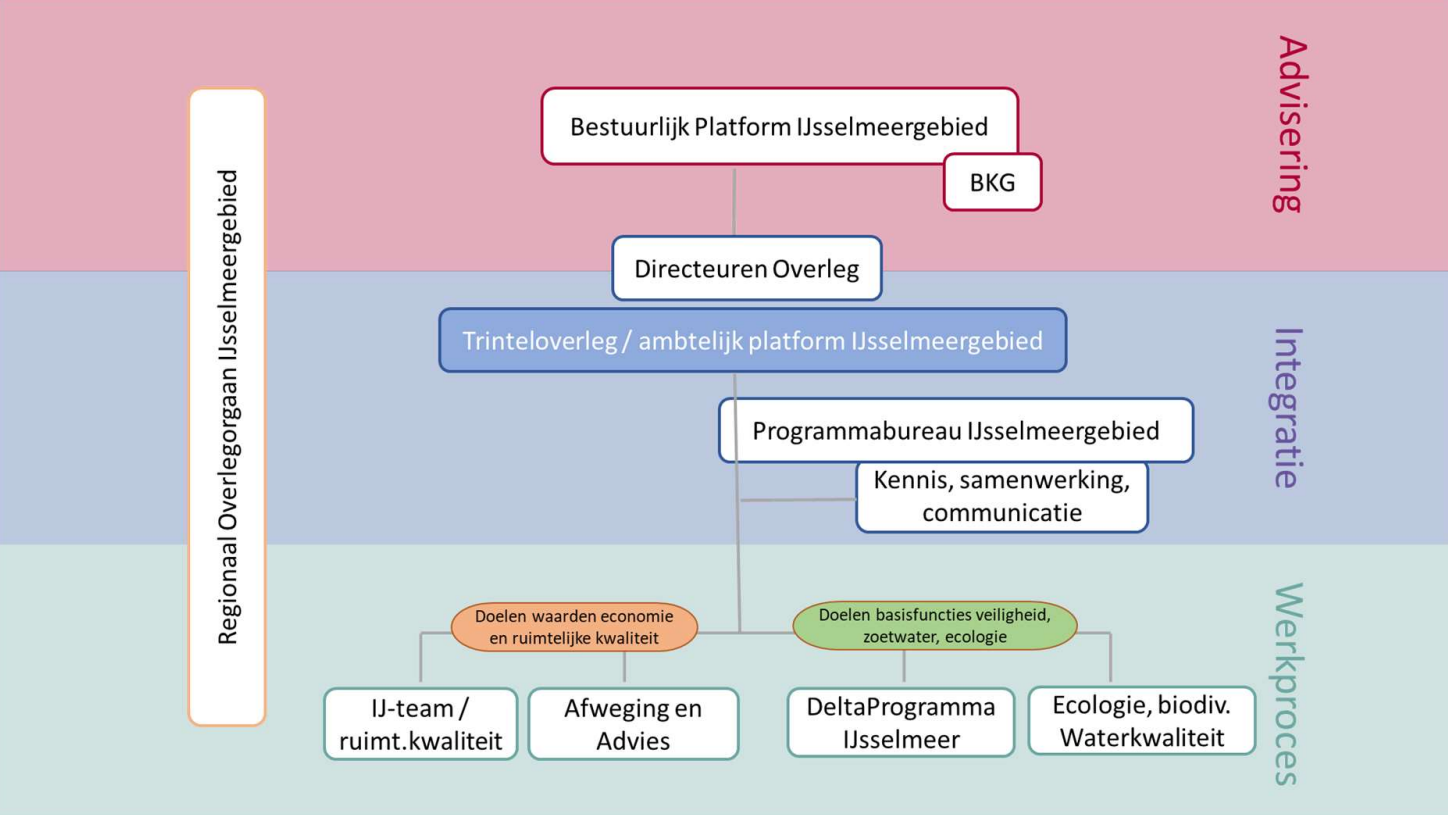 Advisering
Bestuurlijk Platform IJsselmeergebied
BKG
Regionaal Overlegorgaan IJsselmeergebied
Directeuren Overleg
Trinteloverleg / ambtelijk platform IJsselmeergebied
Integratie
Programmabureau IJsselmeergebied
Kennis, samenwerking,
communicatie
Werkproces
Doelen waarden economie
en ruimtelijke kwaliteit
Doelen basisfuncties veiligheid,
zoetwater, ecologie
IJ-team /
ruimt.kwaliteit
Afweging en
Advies
DeltaProgramma
IJsselmeer
Ecologie, biodiv.
Waterkwaliteit